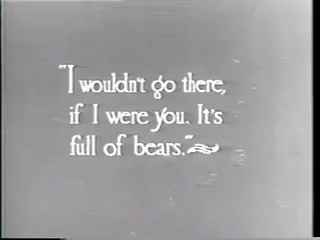 "I wouldn't go there,
if I were you. It's
full of bears."